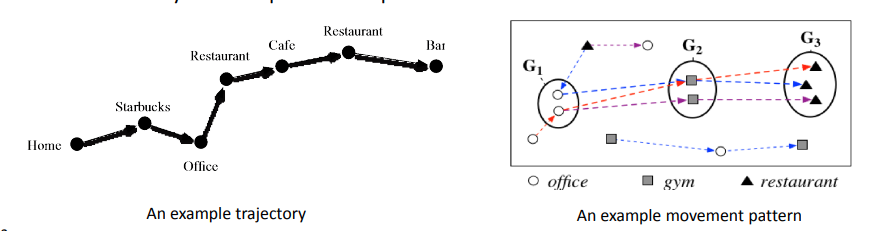 Restaurant
Cafe
Restaurant
Bar
Starbucks
Home
Office
An example trajectory
G1
G2
G3
office
gym
restaurant
An example movement pattern